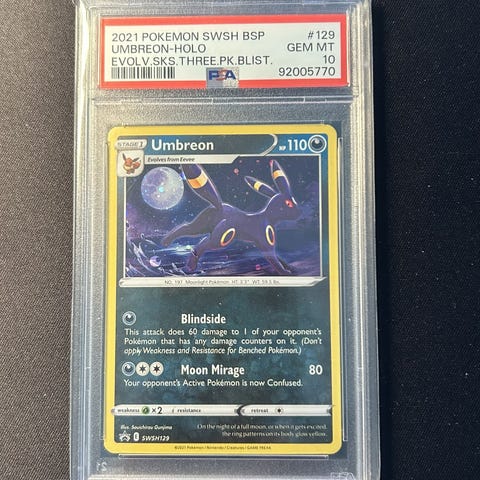 2021 POKEMON SWSH BSP #129
UMBREON-HOLO GEM MT
EVOLV.SKS.THREE.PK.BLIST. 10
PSA 92005770
STAGE 1 Umbreon HP 110
Evolves from Eevee
NO. 197 Moonlight Pokémon HT: 3'3" WT: 59.5 lbs.
Blindside
This attack does 60 damage to 1 of your opponent's
Pokémon that has any damage counters on it. (Don't
apply Weakness and Resistance for Benched Pokémon.)
Moon Mirage 80
Your opponent's Active Pokémon is now Confused.
weakness ×2 resistance retreat
Illus. Souichirou Gunjima
On the night of a full moon, or when it gets excited,
the ring patterns on its body glow yellow.
SWSH129
©2021 Pokémon / Nintendo / Creatures / GAME FREAK